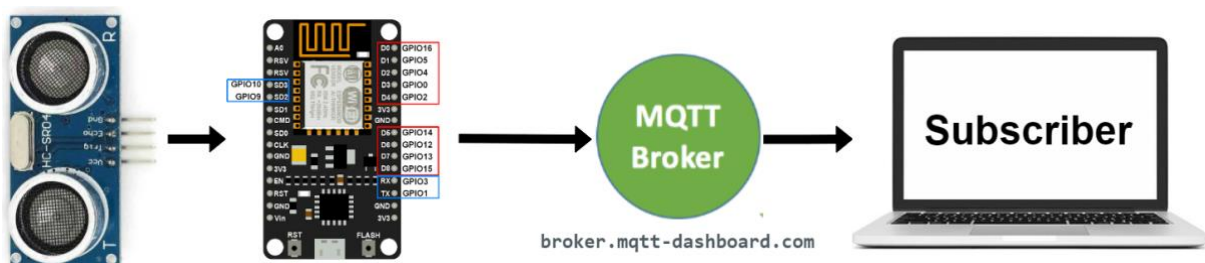 R
Gnd
Echo
Trig
Vcc
HC-SR04
T
A0
RSV
RSV
SD3
SD2
SD1
CMD
SD0
CLK
GND
3V3
EN
RST
GND
Vin
GPIO10
GPIO9
D0 GPIO16
D1 GPIO5
D2 GPIO4
D3 GPIO0
D4 GPIO2
3V3
GND
D5 GPIO14
D6 GPIO12
D7 GPIO13
D8 GPIO15
RX GPIO3
TX GPIO1
GND
3V3
RST
FLASH
MQTT
Broker
broker.mqtt-dashboard.com
Subscriber